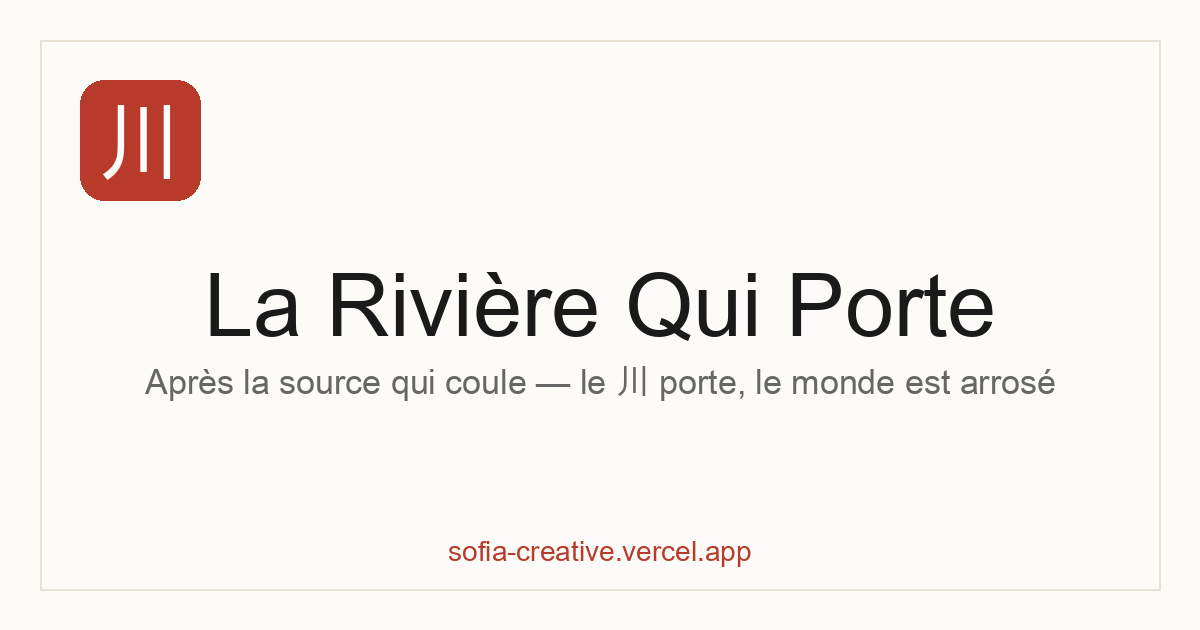 川
La Rivière Qui Porte
Après la source qui coule — le 川 porte, le monde est arrosé
sofia-creative.vercel.app